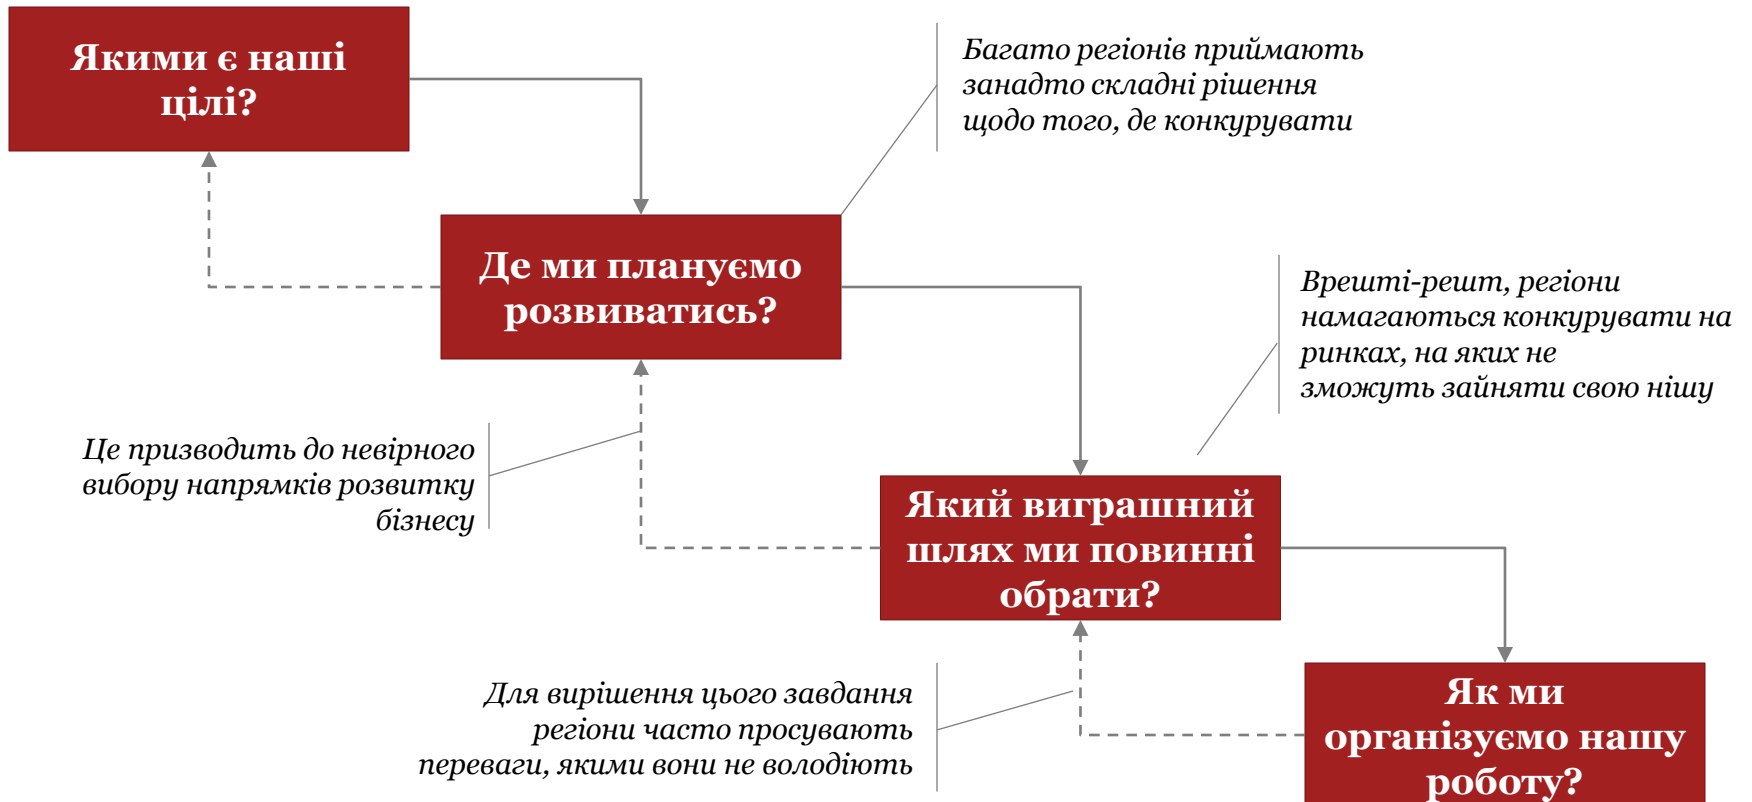 Якими є наші
цілі?
Багато регіонів приймають
занадто складні рішення
щодо того, де конкурувати
Де ми плануємо
розвиватись?
Врешті-решт, регіони
намагаються конкурувати на
ринках, на яких не
зможуть зайняти свою нішу
Це призводить до невірного
вибору напрямків розвитку
бізнесу
Який виграшний
шлях ми повинні
обрати?
Для вирішення цього завдання
регіони часто просувають
переваги, якими вони не володіють
Як ми
організуємо нашу
роботу?